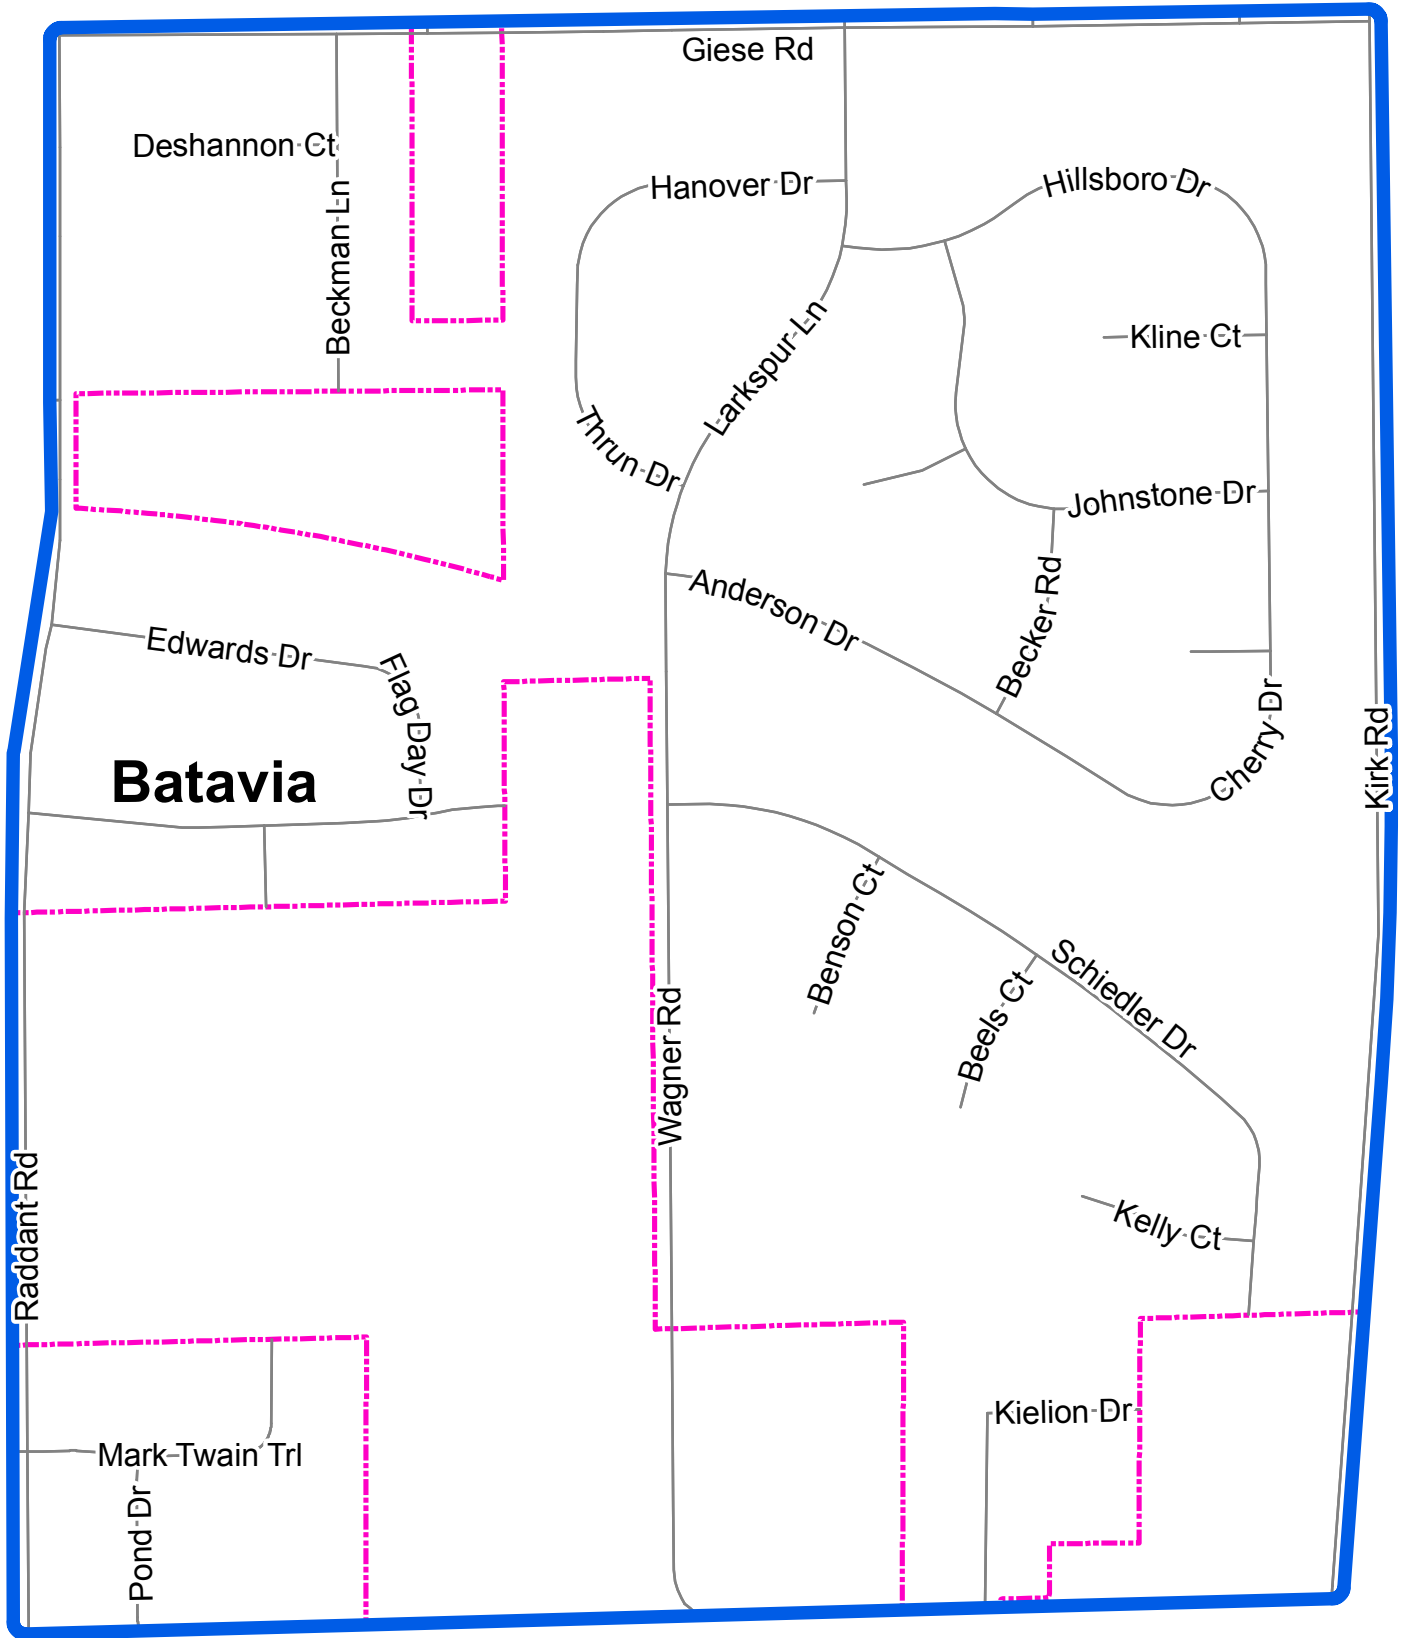 Giese Rd
Deshannon Ct
Hanover Dr
Hillsboro Dr
Beckman Ln
Kline Ct
Larkspur Ln
Thrun Dr
Johnstone Dr
Anderson Dr
Becker Rd
Edwards Dr
Flag Day Dr
Cherry Dr
Kirk Rd
Batavia
Benson Ct
Schiedler Dr
Beels Ct
Wagner Rd
Raddant Rd
Kelly Ct
Kielion Dr
Mark Twain Trl
Pond Dr